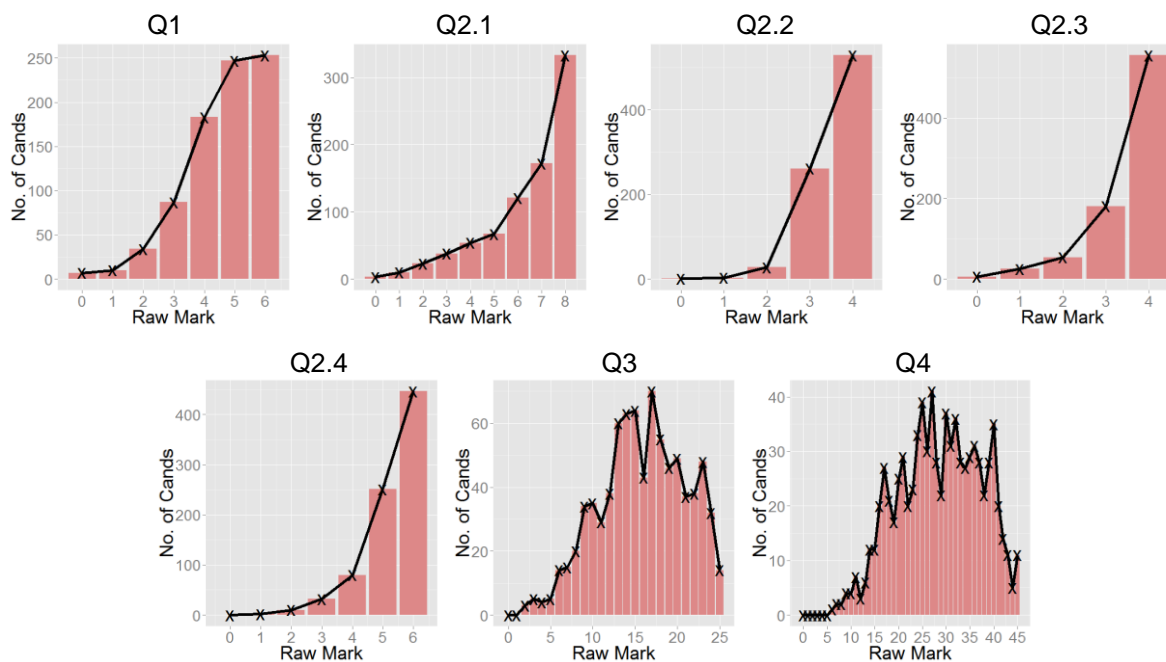 Q1 Q2.1 Q2.2 Q2.3
No. of Cands
250
200
150
100
50
0
0 1 2 3 4 5 6
Raw Mark
No. of Cands
300
200
100
0
0 1 2 3 4 5 6 7 8
Raw Mark
No. of Cands
400
200
0
0 1 2 3 4
Raw Mark
No. of Cands
400
200
0
0 1 2 3 4
Raw Mark
Q2.4 Q3 Q4
No. of Cands
400
300
200
100
0
0 1 2 3 4 5 6
Raw Mark
No. of Cands
60
40
20
0
0 5 10 15 20 25
Raw Mark
No. of Cands
40
30
20
10
0
0 5 10 15 20 25 30 35 40 45
Raw Mark